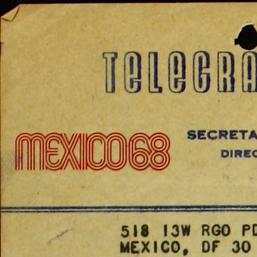 TELEGRA
MEXICO68
SECRETA
DIREC
518 13W RGO PD
MEXICO, DF 30